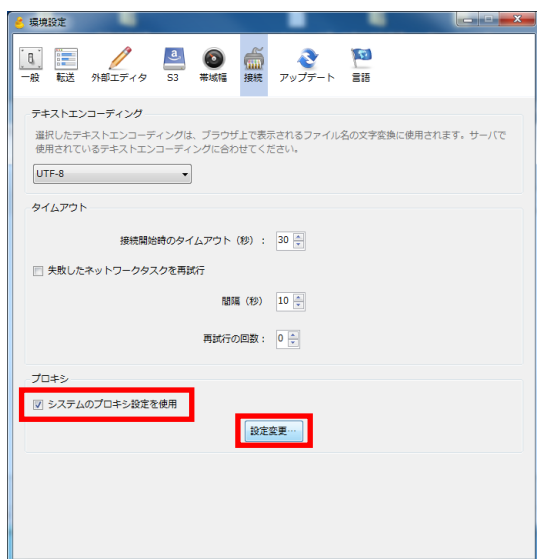 環境設定
一般 転送 外部エディタ S3 帯域幅 接続 アップデート 言語
テキストエンコーディング
選択したテキストエンコーディングは、ブラウザ上で表示されるファイル名の文字変換に使用されます。サーバで
使用されているテキストエンコーディングに合わせてください。
UTF-8
タイムアウト
接続開始時のタイムアウト（秒）： 30
失敗したネットワークタスクを再試行
間隔（秒） 10
再試行の回数： 0
プロキシ
システムのプロキシ設定を使用
設定変更…